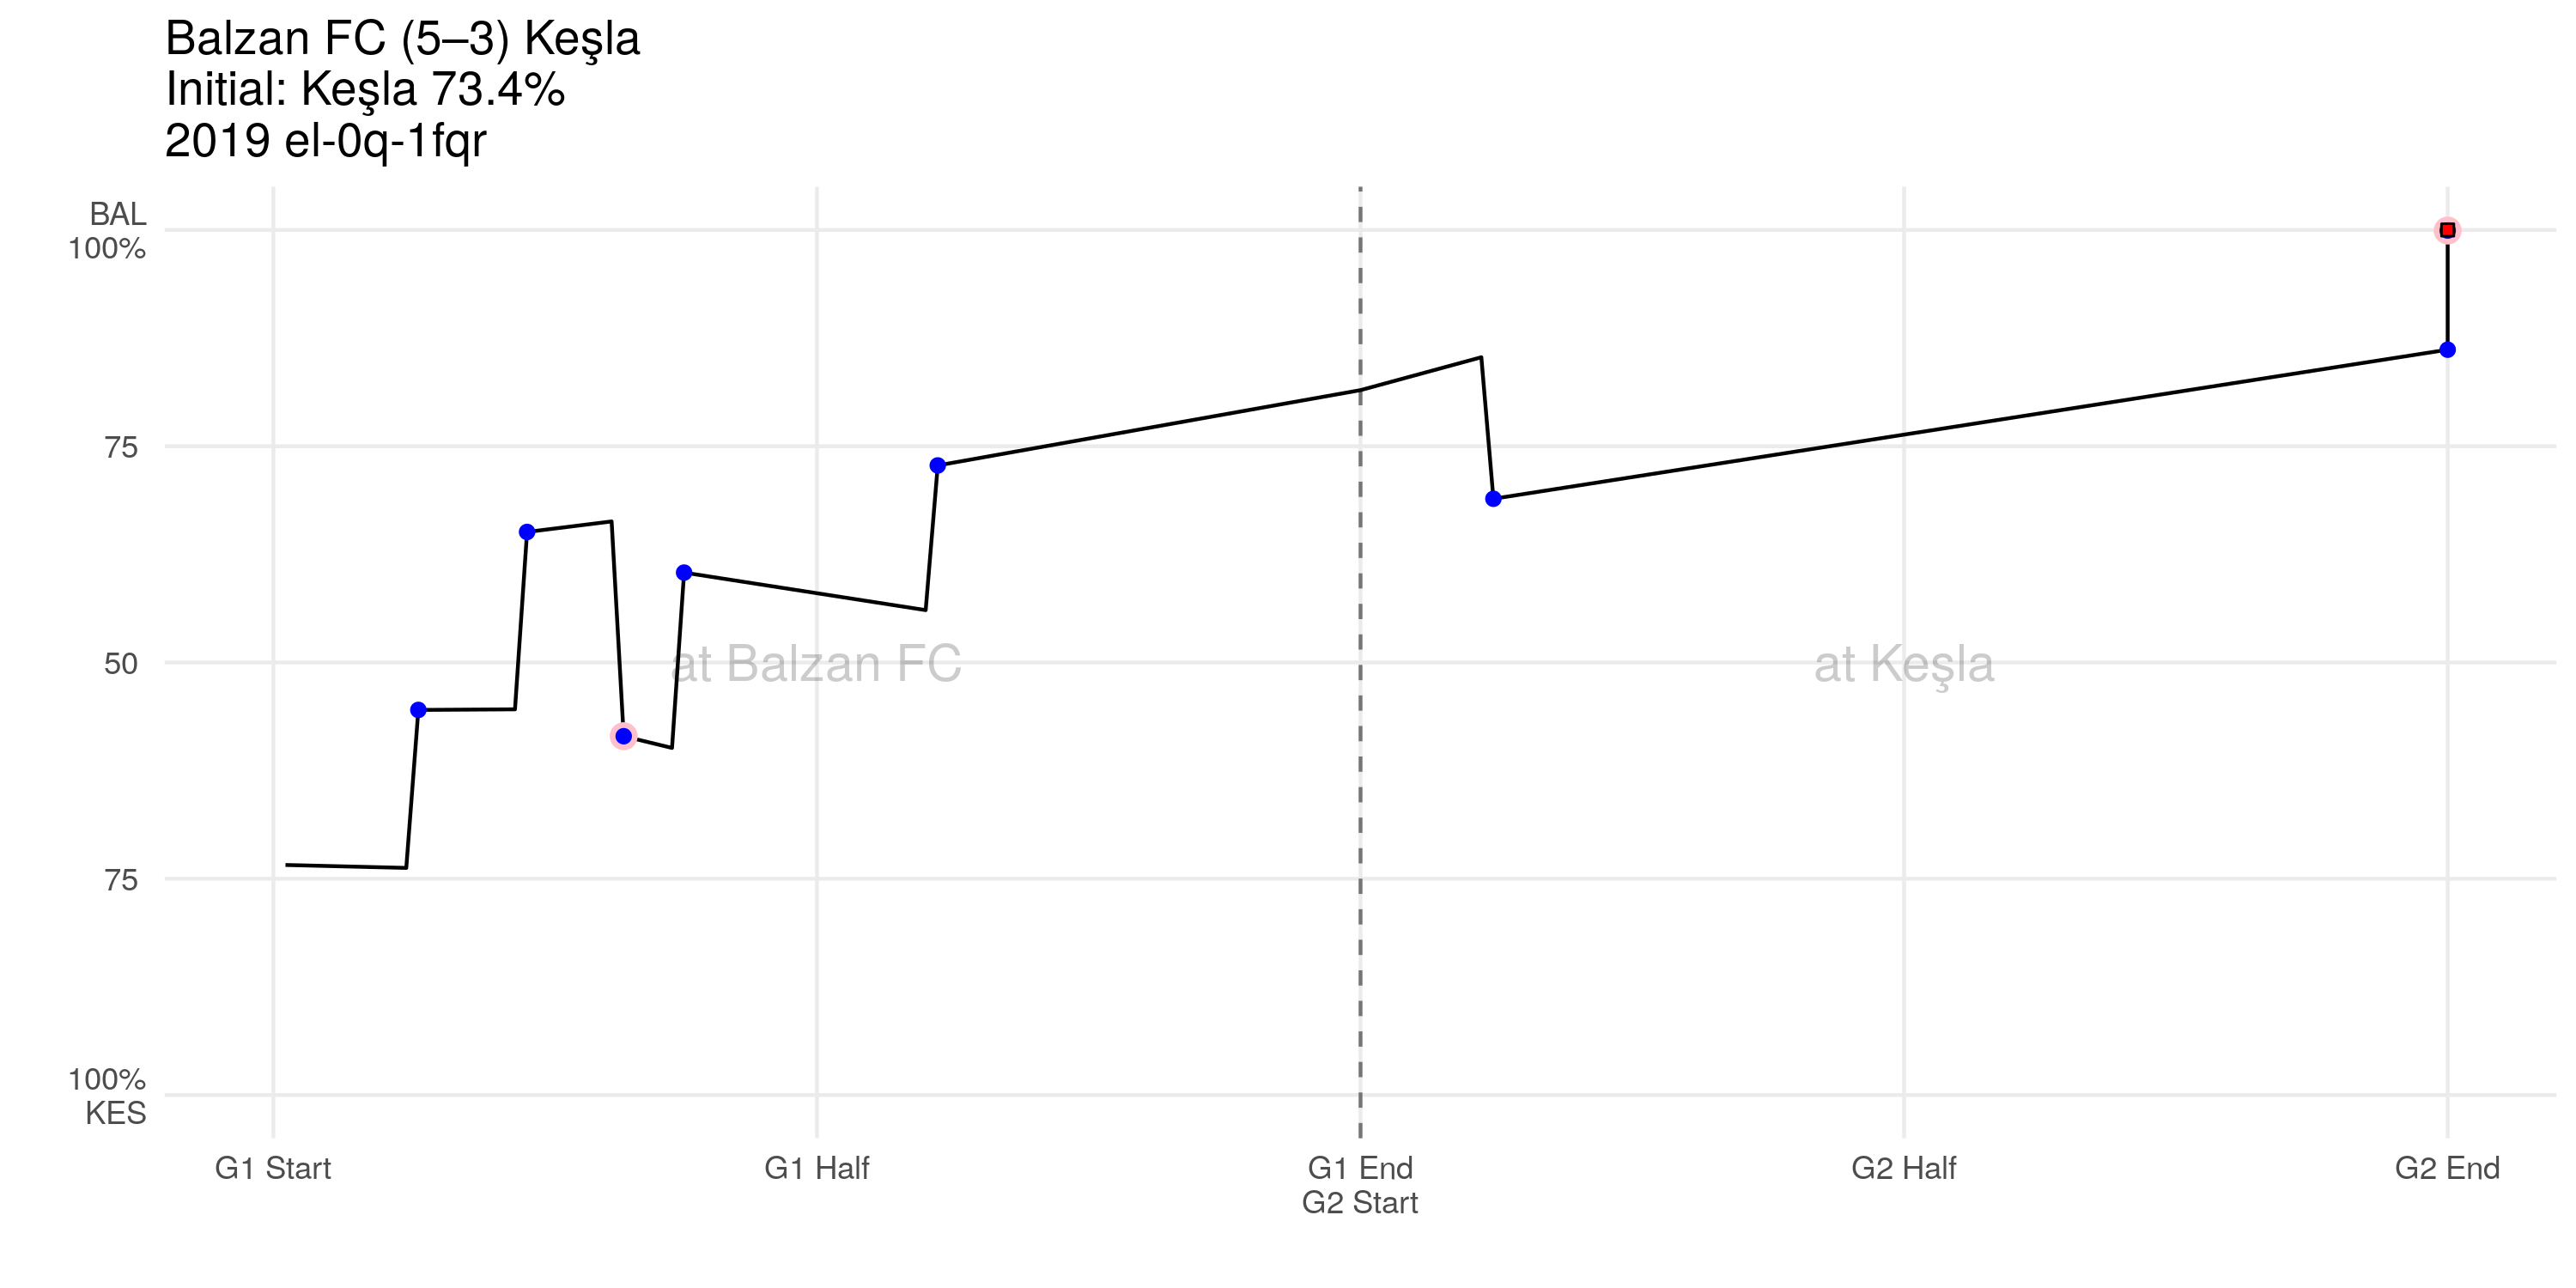 Balzan FC (5–3) Keşla
Initial: Keşla 73.4%
2019 el-0q-1fqr
BAL
100%
75
50
75
100%
KES
at Balzan FC
at Keşla
G1 Start
G1 Half
G1 End
G2 Start
G2 Half
G2 End